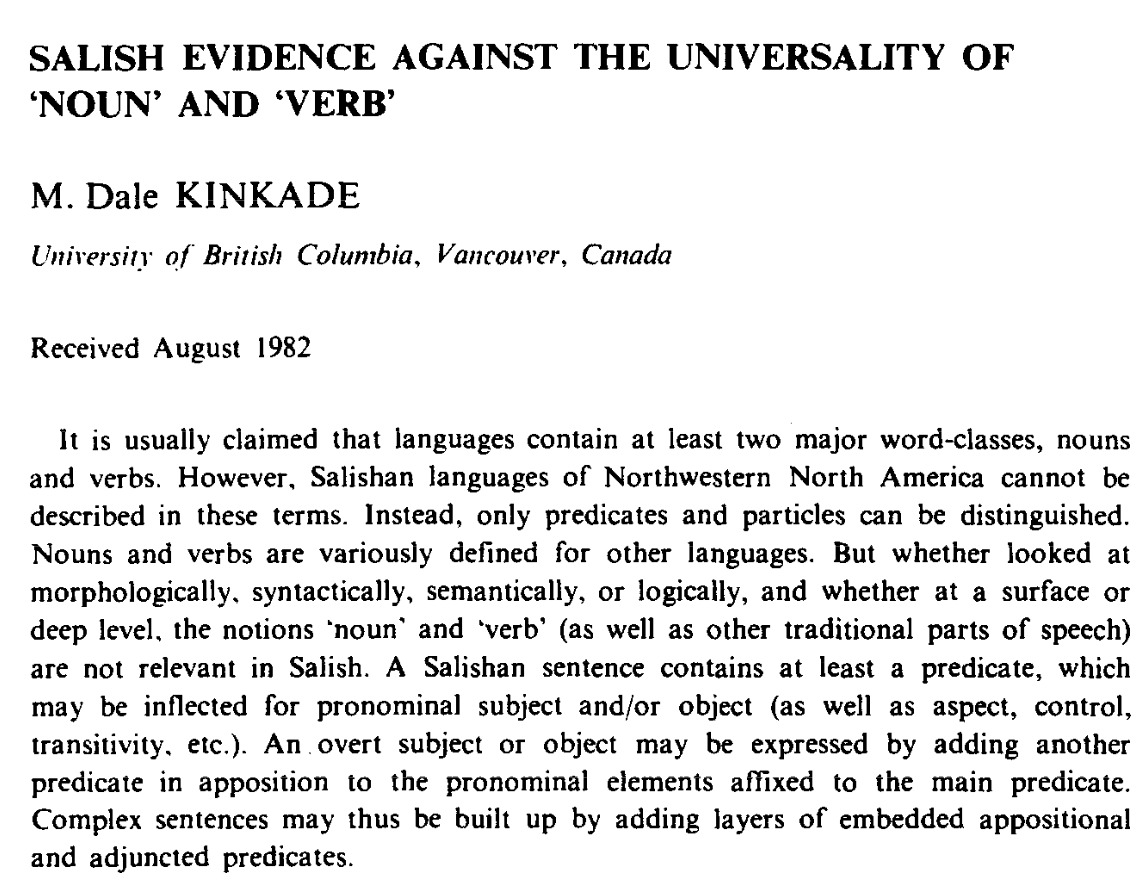 SALISH EVIDENCE AGAINST THE UNIVERSALITY OF
‘NOUN’ AND ‘VERB’
M. Dale KINKADE
University of British Columbia, Vancouver, Canada
Received August 1982
It is usually claimed that languages contain at least two major word-classes, nouns
and verbs. However, Salishan languages of Northwestern North America cannot be
described in these terms. Instead, only predicates and particles can be distinguished.
Nouns and verbs are variously defined for other languages. But whether looked at
morphologically, syntactically, semantically, or logically, and whether at a surface or
deep level, the notions ‘noun’ and ‘verb’ (as well as other traditional parts of speech)
are not relevant in Salish. A Salishan sentence contains at least a predicate, which
may be inflected for pronominal subject and/or object (as well as aspect, control,
transitivity, etc.). An overt subject or object may be expressed by adding another
predicate in apposition to the pronominal elements affixed to the main predicate.
Complex sentences may thus be built up by adding layers of embedded appositional
and adjuncted predicates.